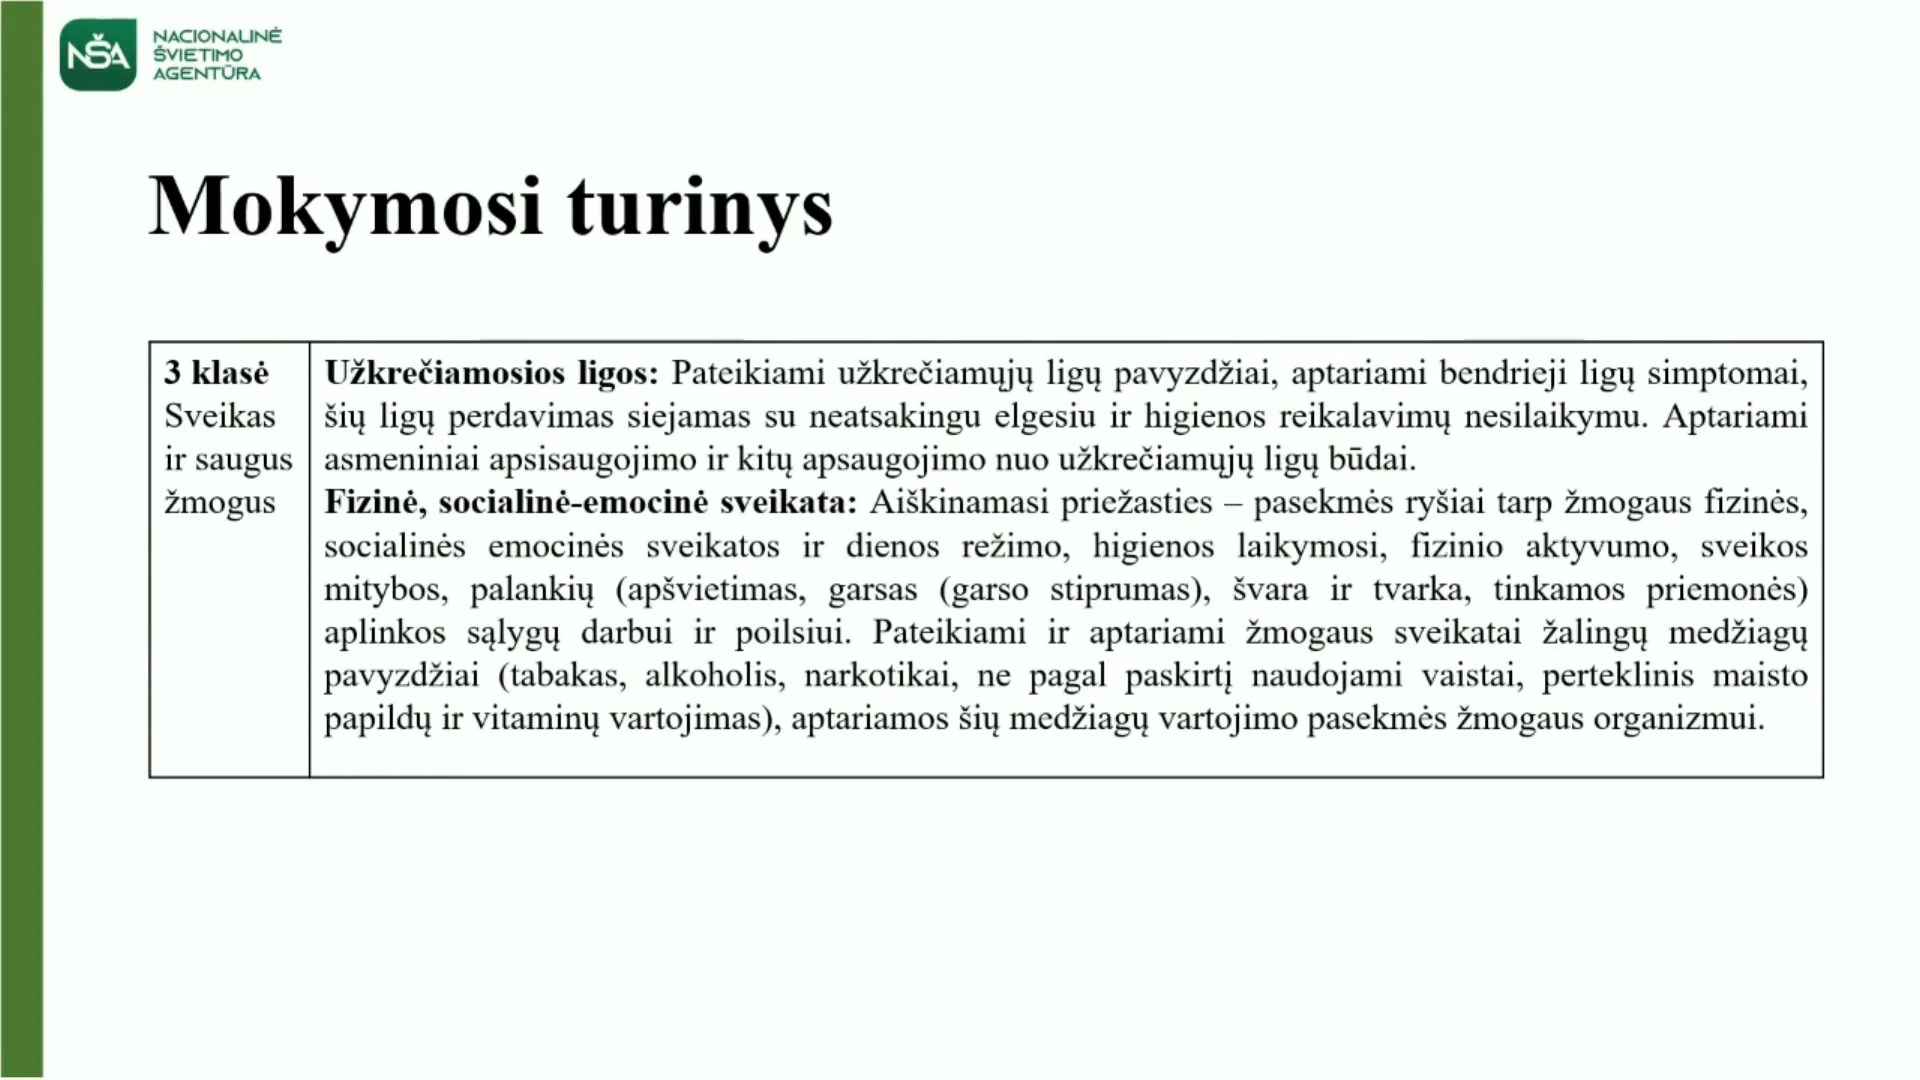 NŠA
NACIONALINĖ
ŠVIETIMO
AGENTŪRA
Mokymosi turinys
3 klasė
Sveikas
ir saugus
žmogus
Užkrečiamosios ligos: Pateikiami užkrečiamųjų ligų pavyzdžiai, aptariami bendrieji ligų simptomai,
šių ligų perdavimas siejamas su neatsakingu elgesiu ir higienos reikalavimų nesilaikymu. Aptariami
asmeniniai apsisaugojimo ir kitų apsaugojimo nuo užkrečiamųjų ligų būdai.
Fizinė, socialinė-emocinė sveikata: Aiškinamasi priežasties – pasekmės ryšiai tarp žmogaus fizinės,
socialinės emocinės sveikatos ir dienos režimo, higienos laikymosi, fizinio aktyvumo, sveikos
mitybos, palankių (apšvietimas, garsas (garso stiprumas), švara ir tvarka, tinkamos priemonės)
aplinkos sąlygų darbui ir poilsiui. Pateikiami ir aptariami žmogaus sveikatai žalingų medžiagų
pavyzdžiai (tabakas, alkoholis, narkotikai, ne pagal paskirtį naudojami vaistai, perteklinis maisto
papildų ir vitaminų vartojimas), aptariamos šių medžiagų vartojimo pasekmės žmogaus organizmui.